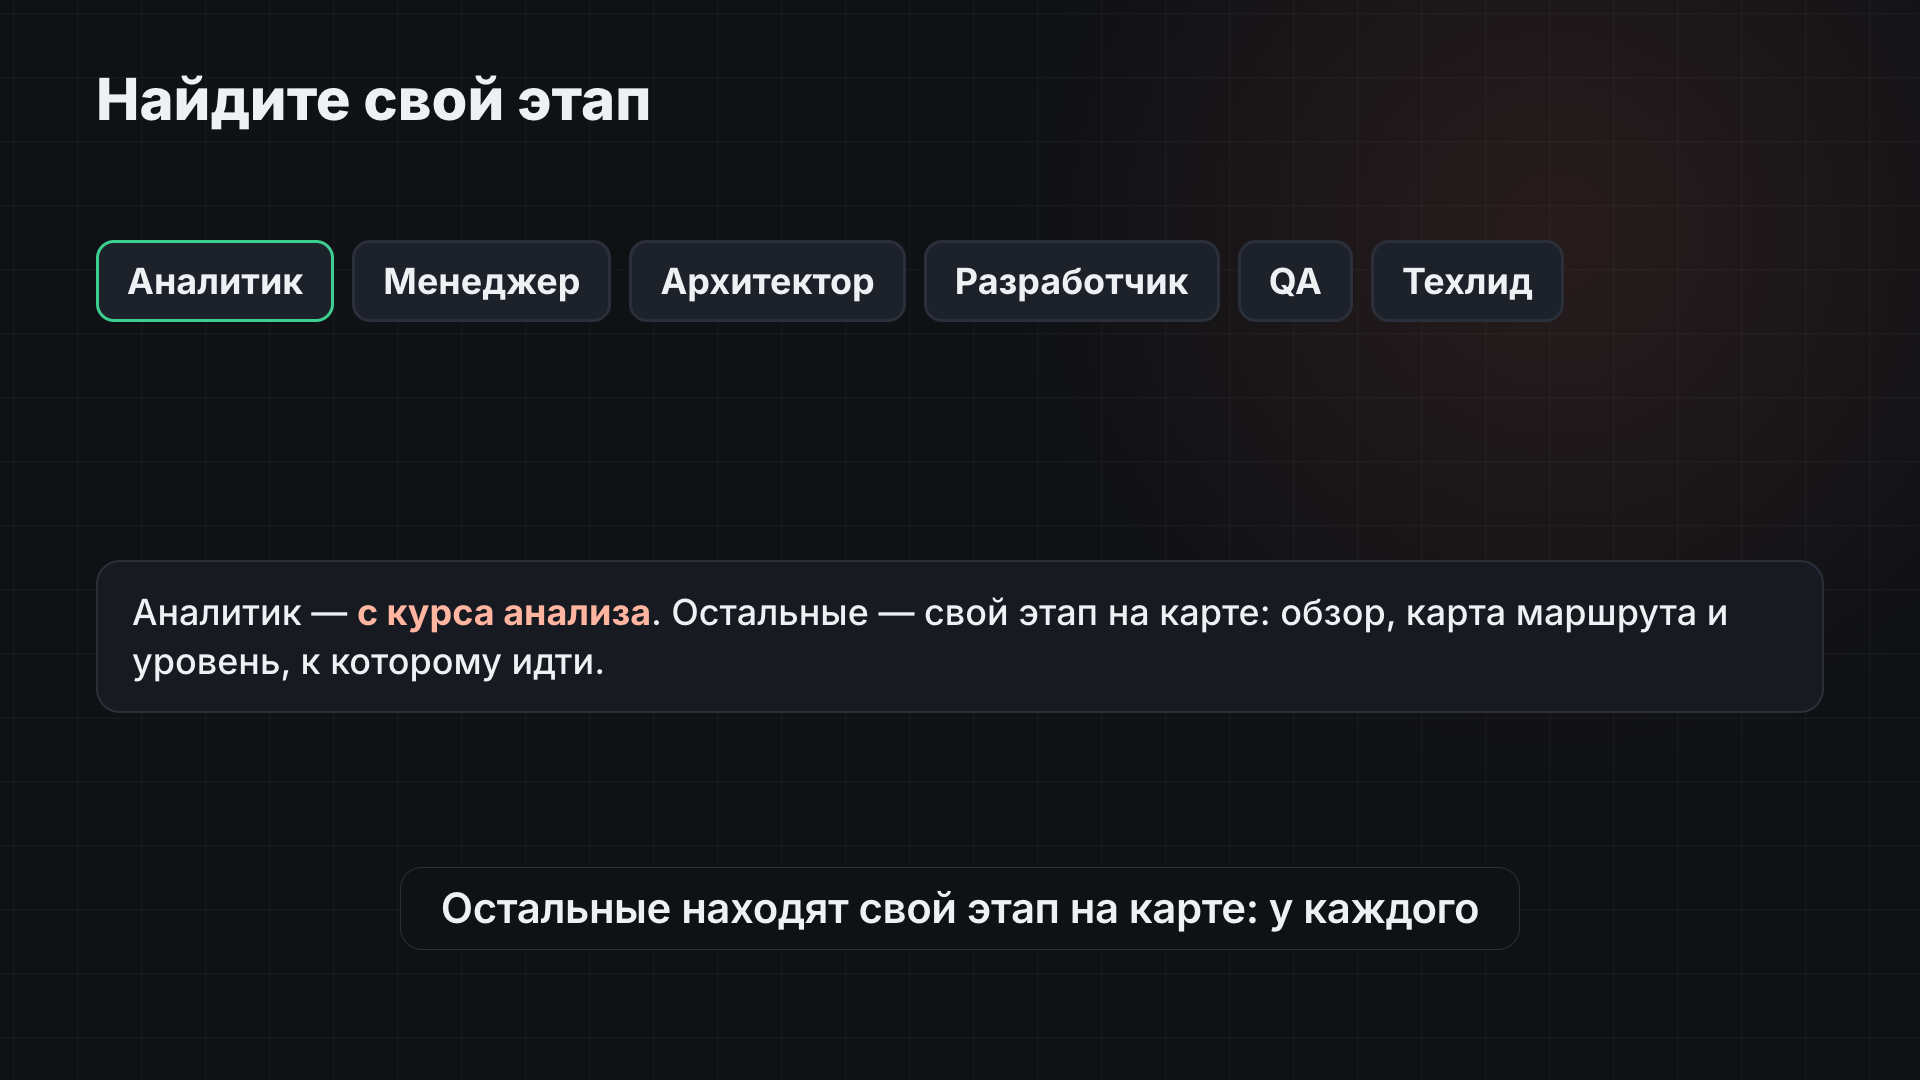 Найдите свой этап
Аналитик Менеджер Архитектор Разработчик QA Техлид
Аналитик — с курса анализа. Остальные — свой этап на карте: обзор, карта маршрута и
уровень, к которому идти.
Остальные находят свой этап на карте: у каждого